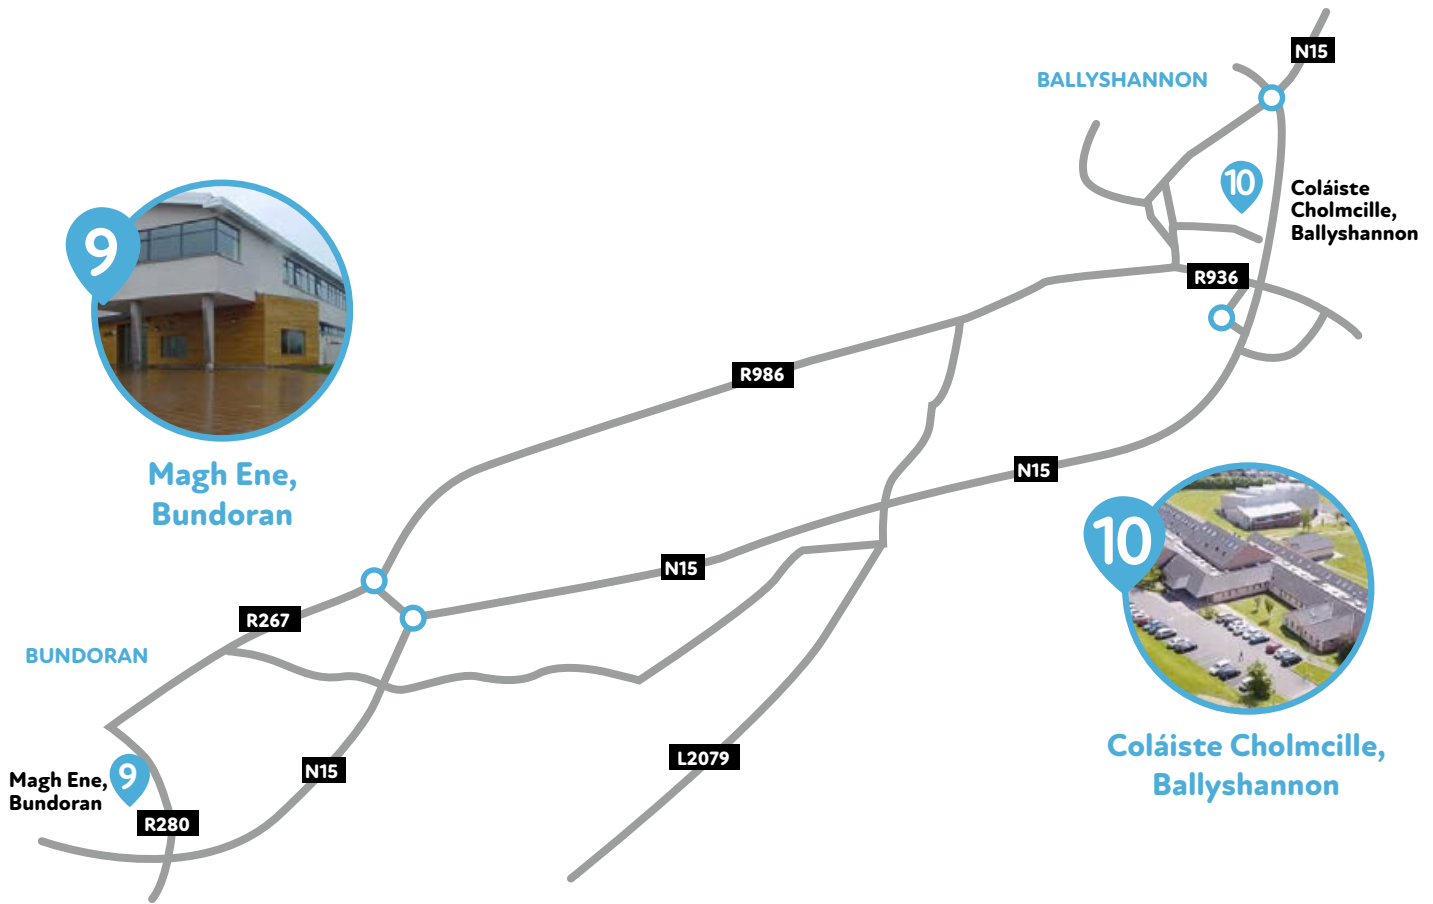 N15
BALLYSHANNON
10
Coláiste
Cholmcille,
Ballyshannon
R936
9
R986
Magh Ene,
Bundoran
N15
10
N15
R267
BUNDORAN
Coláiste Cholmcille,
Ballyshannon
L2079
N15
9
Magh Ene,
Bundoran
R280